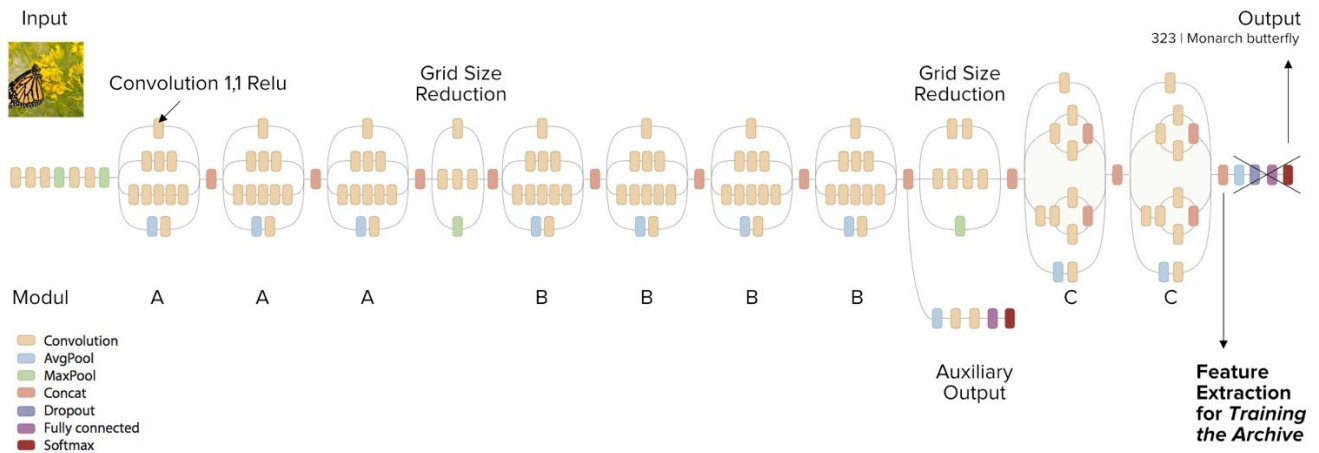 Input
Output
323 | Monarch butterfly
Convolution 1,1 Relu
Grid Size
Reduction
Grid Size
Reduction
Modul
A
A
A
B
B
B
B
C
C
Convolution
AvgPool
MaxPool
Concat
Dropout
Fully connected
Softmax
Auxiliary
Output
Feature
Extraction
for Training
the Archive